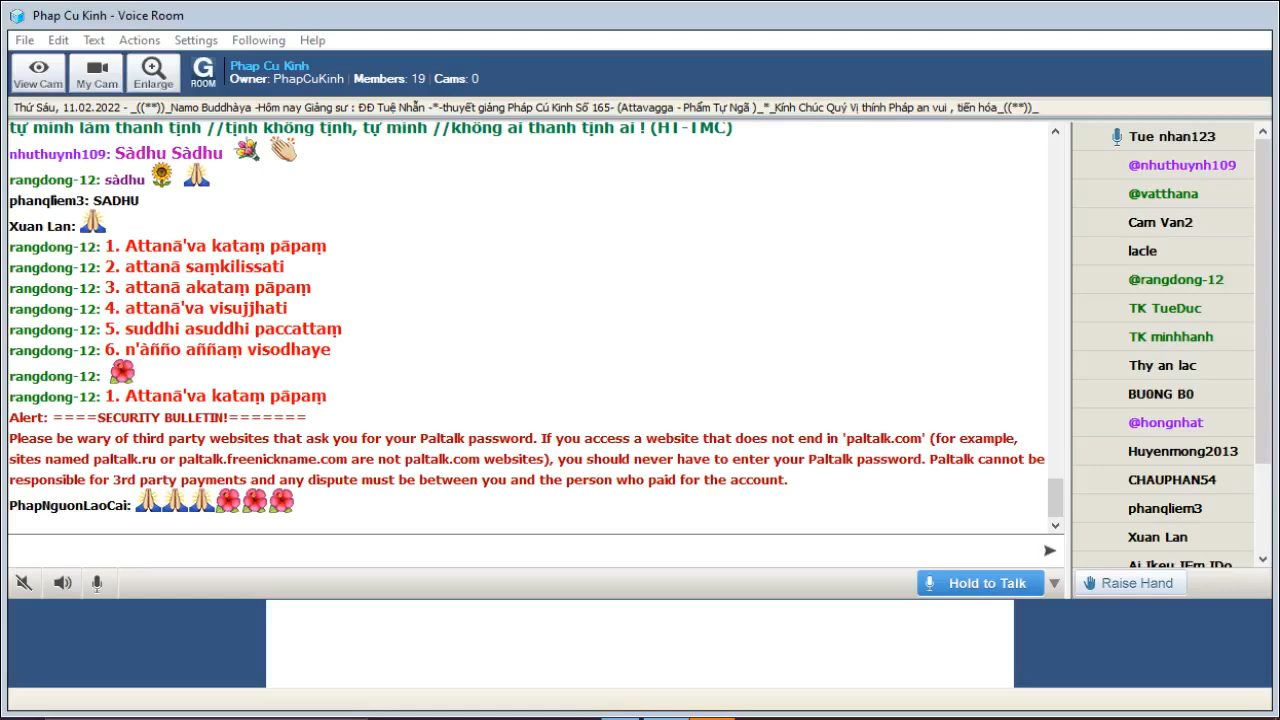 Phap Cu Kinh - Voice Room
File Edit Text Actions Settings Following Help
View Cam My Cam Enlarge G ROOM Phap Cu Kinh
Owner: PhapCuKinh | Members: 19 | Cams: 0
Thứ Sáu, 11.02.2022 - _((**))_Namo Buddhàya -Hôm nay Giảng sư : ĐĐ Tuệ Nhẫn -*-thuyết giảng Pháp Cú Kinh Số 165- (Attavagga - Phẩm Tự Ngã )_*_Kính Chúc Quý Vị thính Pháp an vui , tiến hóa_((**))_
tự mình làm thanh tịnh //tịnh không tịnh, tự mình //không ai thanh tịnh ai ! (HT-TMC)
nhuthuynh109: Sàdhu Sàdhu
rangdong-12: sàdhu
phanqliem3: SADHU
Xuan Lan:
rangdong-12: 1. Attanā'va kataṃ pāpaṃ
rangdong-12: 2. attanā saṃkilissati
rangdong-12: 3. attanā akataṃ pāpaṃ
rangdong-12: 4. attanā'va visujjhati
rangdong-12: 5. suddhi asuddhi paccattaṃ
rangdong-12: 6. n'àñño aññaṃ visodhaye
rangdong-12:
rangdong-12: 1. Attanā'va kataṃ pāpaṃ
Alert: ====SECURITY BULLETIN!=======
Please be wary of third party websites that ask you for your Paltalk password. If you access a website that does not end in 'paltalk.com' (for example,
sites named paltalk.ru or paltalk.freenickname.com are not paltalk.com websites), you should never have to enter your Paltalk password. Paltalk cannot be
responsible for 3rd party payments and any dispute must be between you and the person who paid for the account.
PhapNguonLaoCai:
Tue nhan123
@nhuthuynh109
@vatthana
Cam Van2
lacle
@rangdong-12
TK TueDuc
TK minhhanh
Thy an lac
BU0NG B0
@hongnhat
Huyenmong2013
CHAUPHAN54
phanqliem3
Xuan Lan
Hold to Talk
Raise Hand